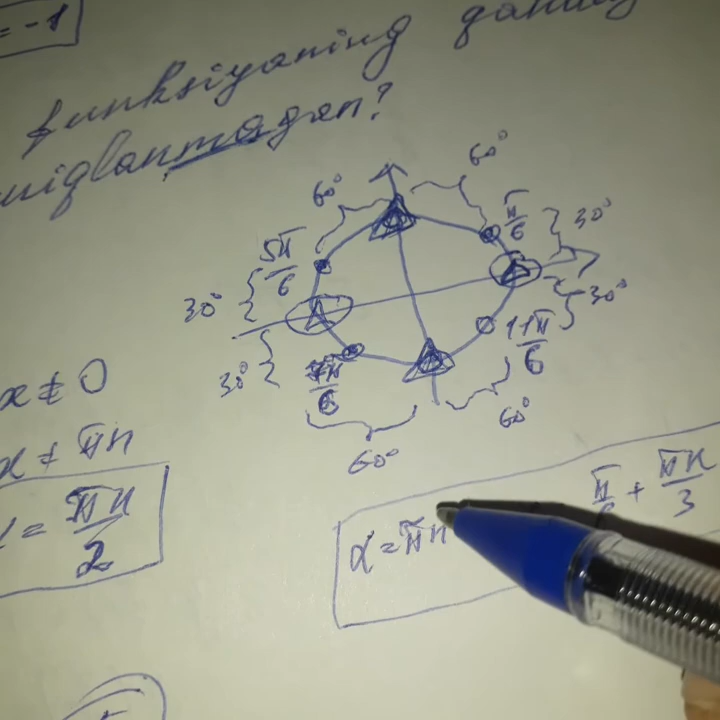 = -1
funksiyaning
60°
60°
π/6
30°
5π/6
30°
30°
11π/6
30°
7π/6
60°
60°
x ≠ 0
x ≠ πn
= πn/2
α = πn
π/6 + πn/3